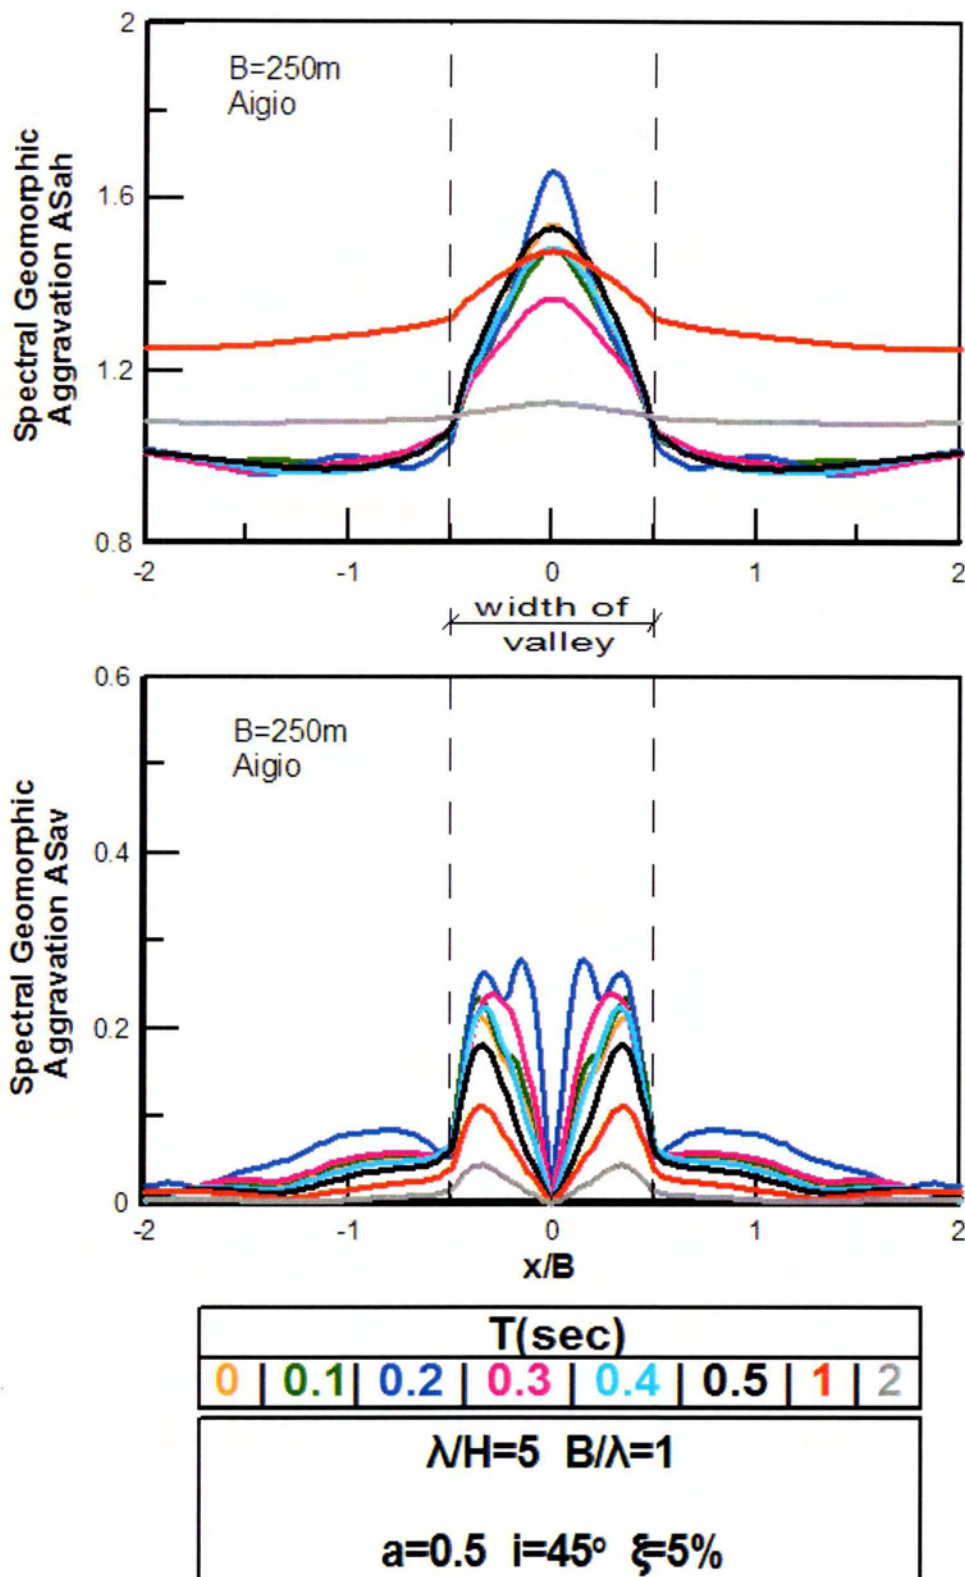 2
B=250m
Aigio
1.6
1.2
0.8
Spectral Geomorphic
Aggravation ASah
-2 -1 0 1 2
width of
valley
0.6
B=250m
Aigio
0.4
0.2
0
Spectral Geomorphic
Aggravation ASav
-2 -1 0 1 2
x/B
T(sec)
0 | 0.1 | 0.2 | 0.3 | 0.4 | 0.5 | 1 | 2
λ/H=5 B/λ=1
a=0.5 i=45º ξ=5%